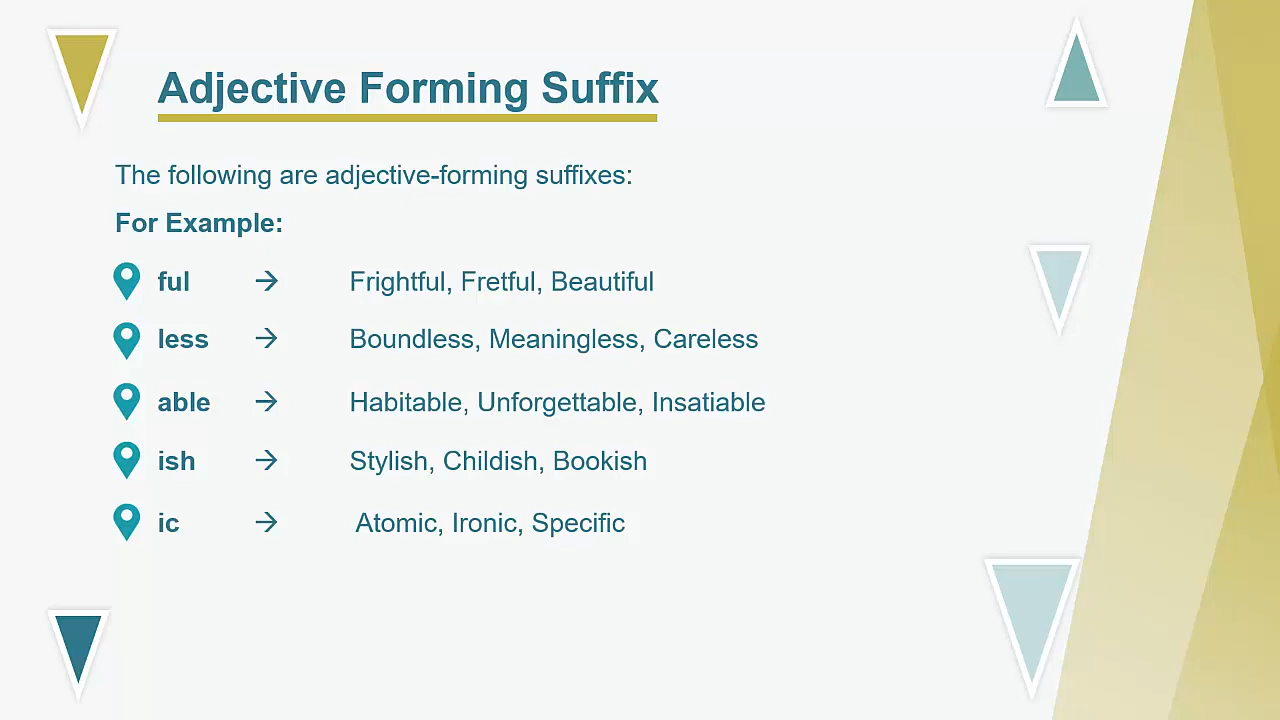 Adjective Forming Suffix
The following are adjective-forming suffixes:
For Example:
ful → Frightful, Fretful, Beautiful
less → Boundless, Meaningless, Careless
able → Habitable, Unforgettable, Insatiable
ish → Stylish, Childish, Bookish
ic → Atomic, Ironic, Specific